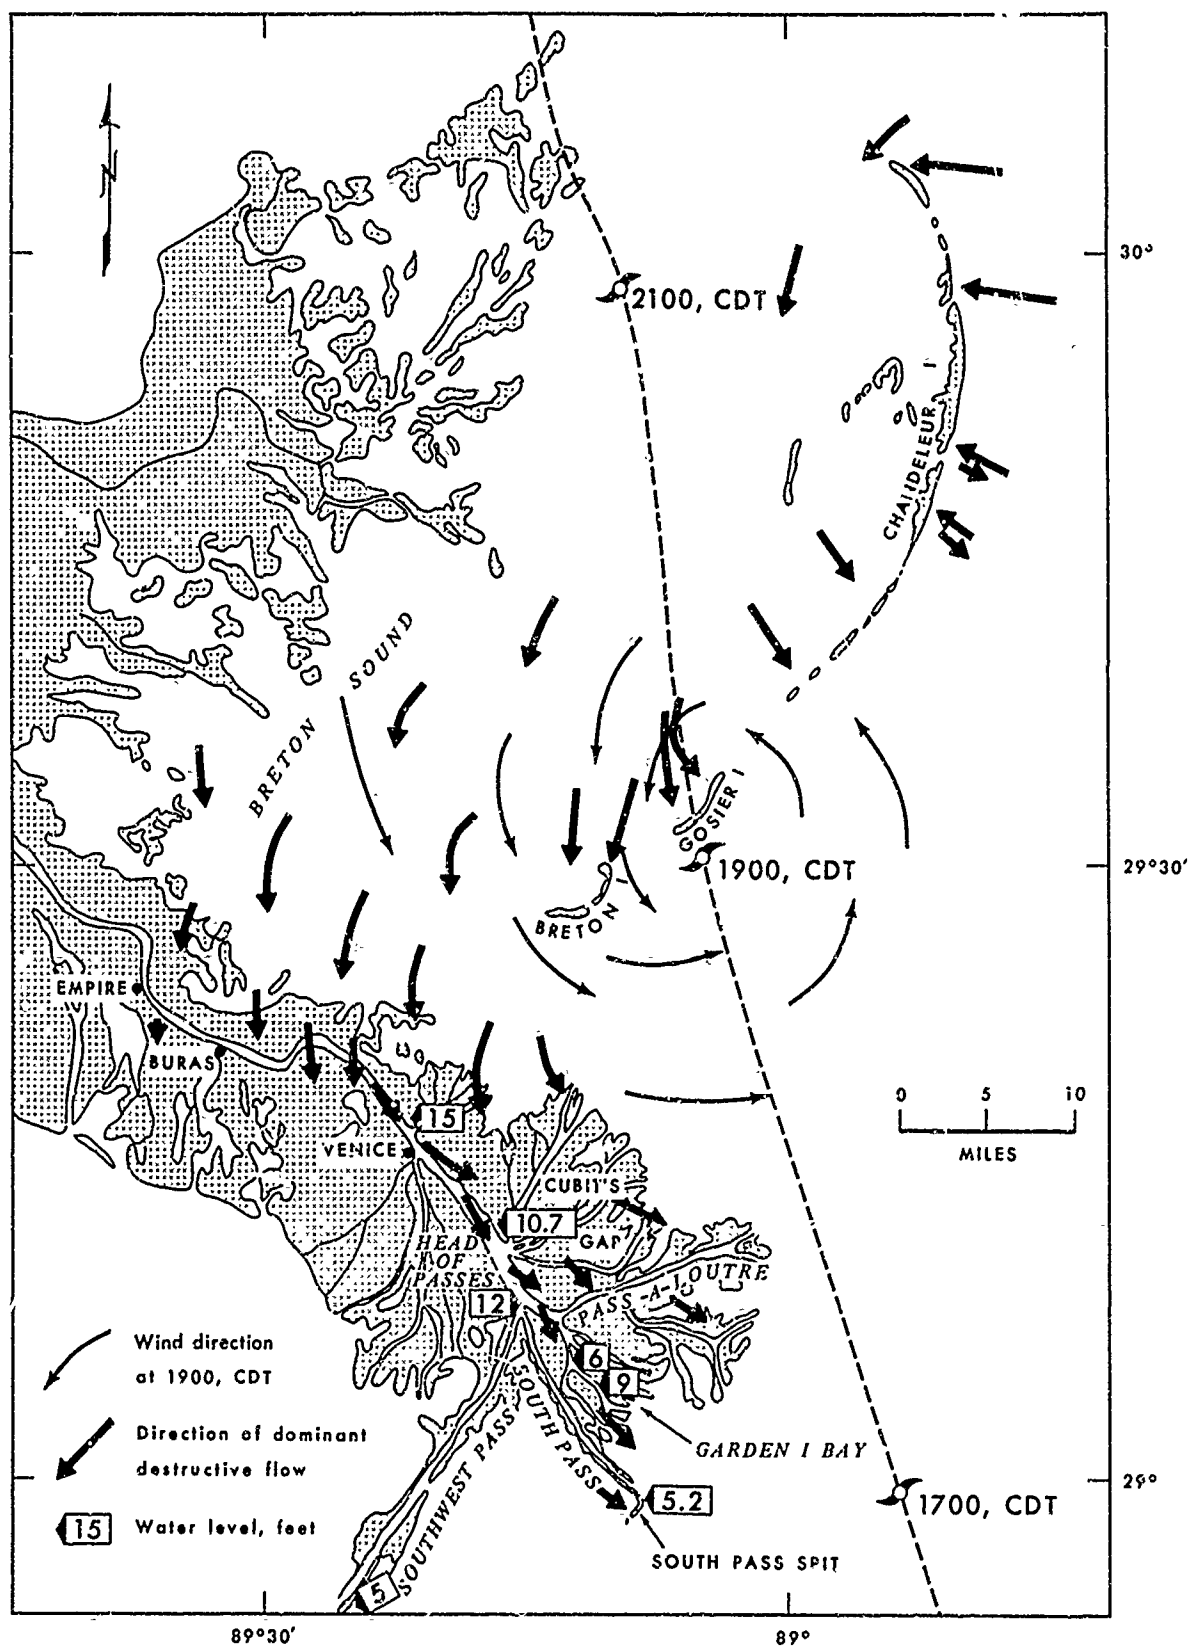 N
30°
2100, CDT
CHANDELEUR I
BRETON SOUND
GOSIER I
29°30'
1900, CDT
BRETON I
EMPIRE
BURAS
0 5 10
MILES
15
VENICE
CUBIT'S
GAP
10.7
HEAD
OF
PASSES
PASS-A-LOUTRE
12
6
9
Wind direction
at 1900, CDT
Direction of dominant
destructive flow
15 Water level, feet
SOUTHWEST PASS
SOUTH PASS
GARDEN I BAY
29°
5.2
1700, CDT
SOUTH PASS SPIT
5
89°30'
89°